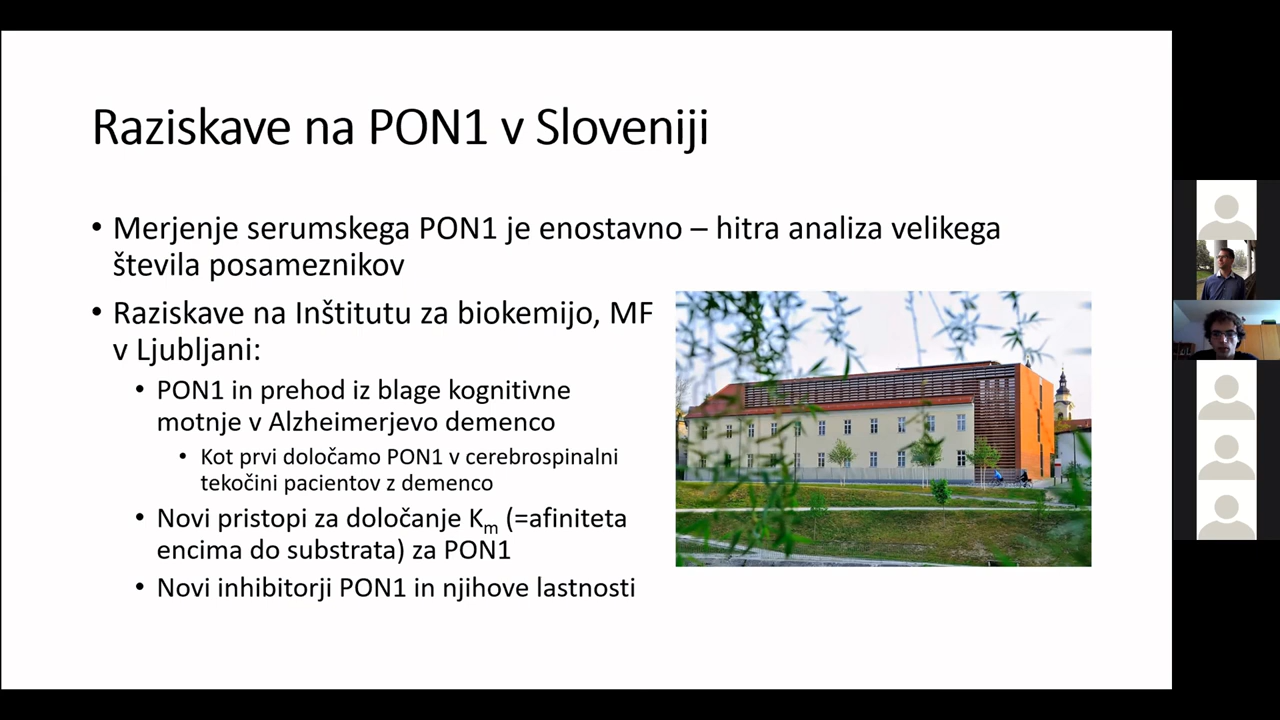 Raziskave na PON1 v Sloveniji
• Merjenje serumskega PON1 je enostavno – hitra analiza velikega
števila posameznikov
• Raziskave na Inštitutu za biokemijo, MF
v Ljubljani:
• PON1 in prehod iz blage kognitivne
motnje v Alzheimerjevo demenco
• Kot prvi določamo PON1 v cerebrospinalni
tekočini pacientov z demenco
• Novi pristopi za določanje Km (=afiniteta
encima do substrata) za PON1
• Novi inhibitorji PON1 in njihove lastnosti